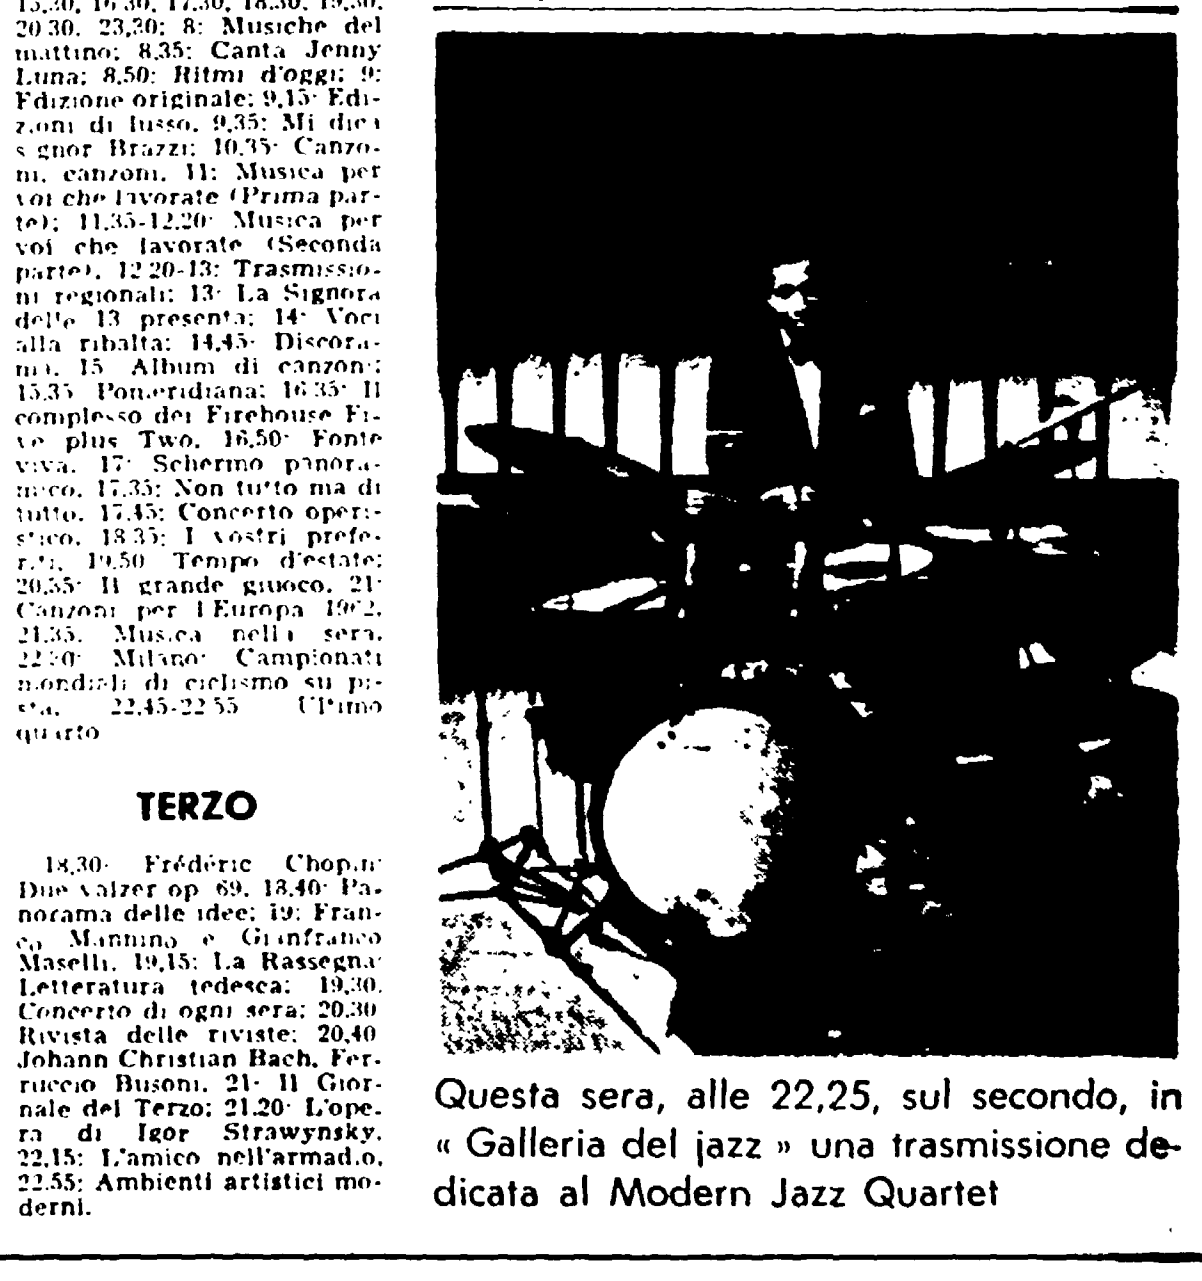 15,30, 16,30, 17,30, 18,30, 19,30,
20,30, 23,30; 8: Musiche del
mattino; 8,35: Canta Jenny
Luna; 8,50: Ritmi d'oggi; 9:
Edizione originale; 9,15: Edi-
zioni di lusso. 9,35: Mi dica
signor Brazzi; 10,35: Canzo-
ni, canzoni. 11: Musica per
voi che lavorate (Prima par-
te); 11,35-12,20: Musica per
voi che lavorate (Seconda
parte). 12,20-13: Trasmissio-
ni regionali; 13: La Signora
delle 13 presenta; 14: Voci
alla ribalta; 14,45: Discora-
ma. 15 Album di canzoni;
15,35 Pomeridiana; 16,35: Il
complesso dei Firehouse Fi-
ve plus Two. 16,50: Fonte
viva. 17: Schermo panora-
mico. 17,35: Non tutto ma di
tutto. 17,45: Concerto operi-
stico. 18,35: I vostri prefe-
riti. 19,50 Tempo d'estate;
20,35: Il grande giuoco. 21:
Canzoni per l'Europa 1962.
21,35. Musica nella sera.
22,30: Milano: Campionati
mondiali di ciclismo su pi-
sta. 22,45-22,55 Ultimo
quarto
TERZO
18,30: Frédéric Chopin:
Due valzer op. 69. 18,40: Pa-
norama delle idee; 19: Fran-
co Mannino e Gianfranco
Maselli. 19,15: La Rassegna:
Letteratura tedesca; 19,30.
Concerto di ogni sera; 20,30
Rivista delle riviste; 20,40
Johann Christian Bach, Fer-
ruccio Busoni. 21: Il Gior-
nale del Terzo; 21,20: L'ope-
ra di Igor Strawynsky.
22,15: L'amico nell'armadio.
22,55: Ambienti artistici mo-
derni.
Questa sera, alle 22,25, sul secondo, in
« Galleria del jazz » una trasmissione de-
dicata al Modern Jazz Quartet